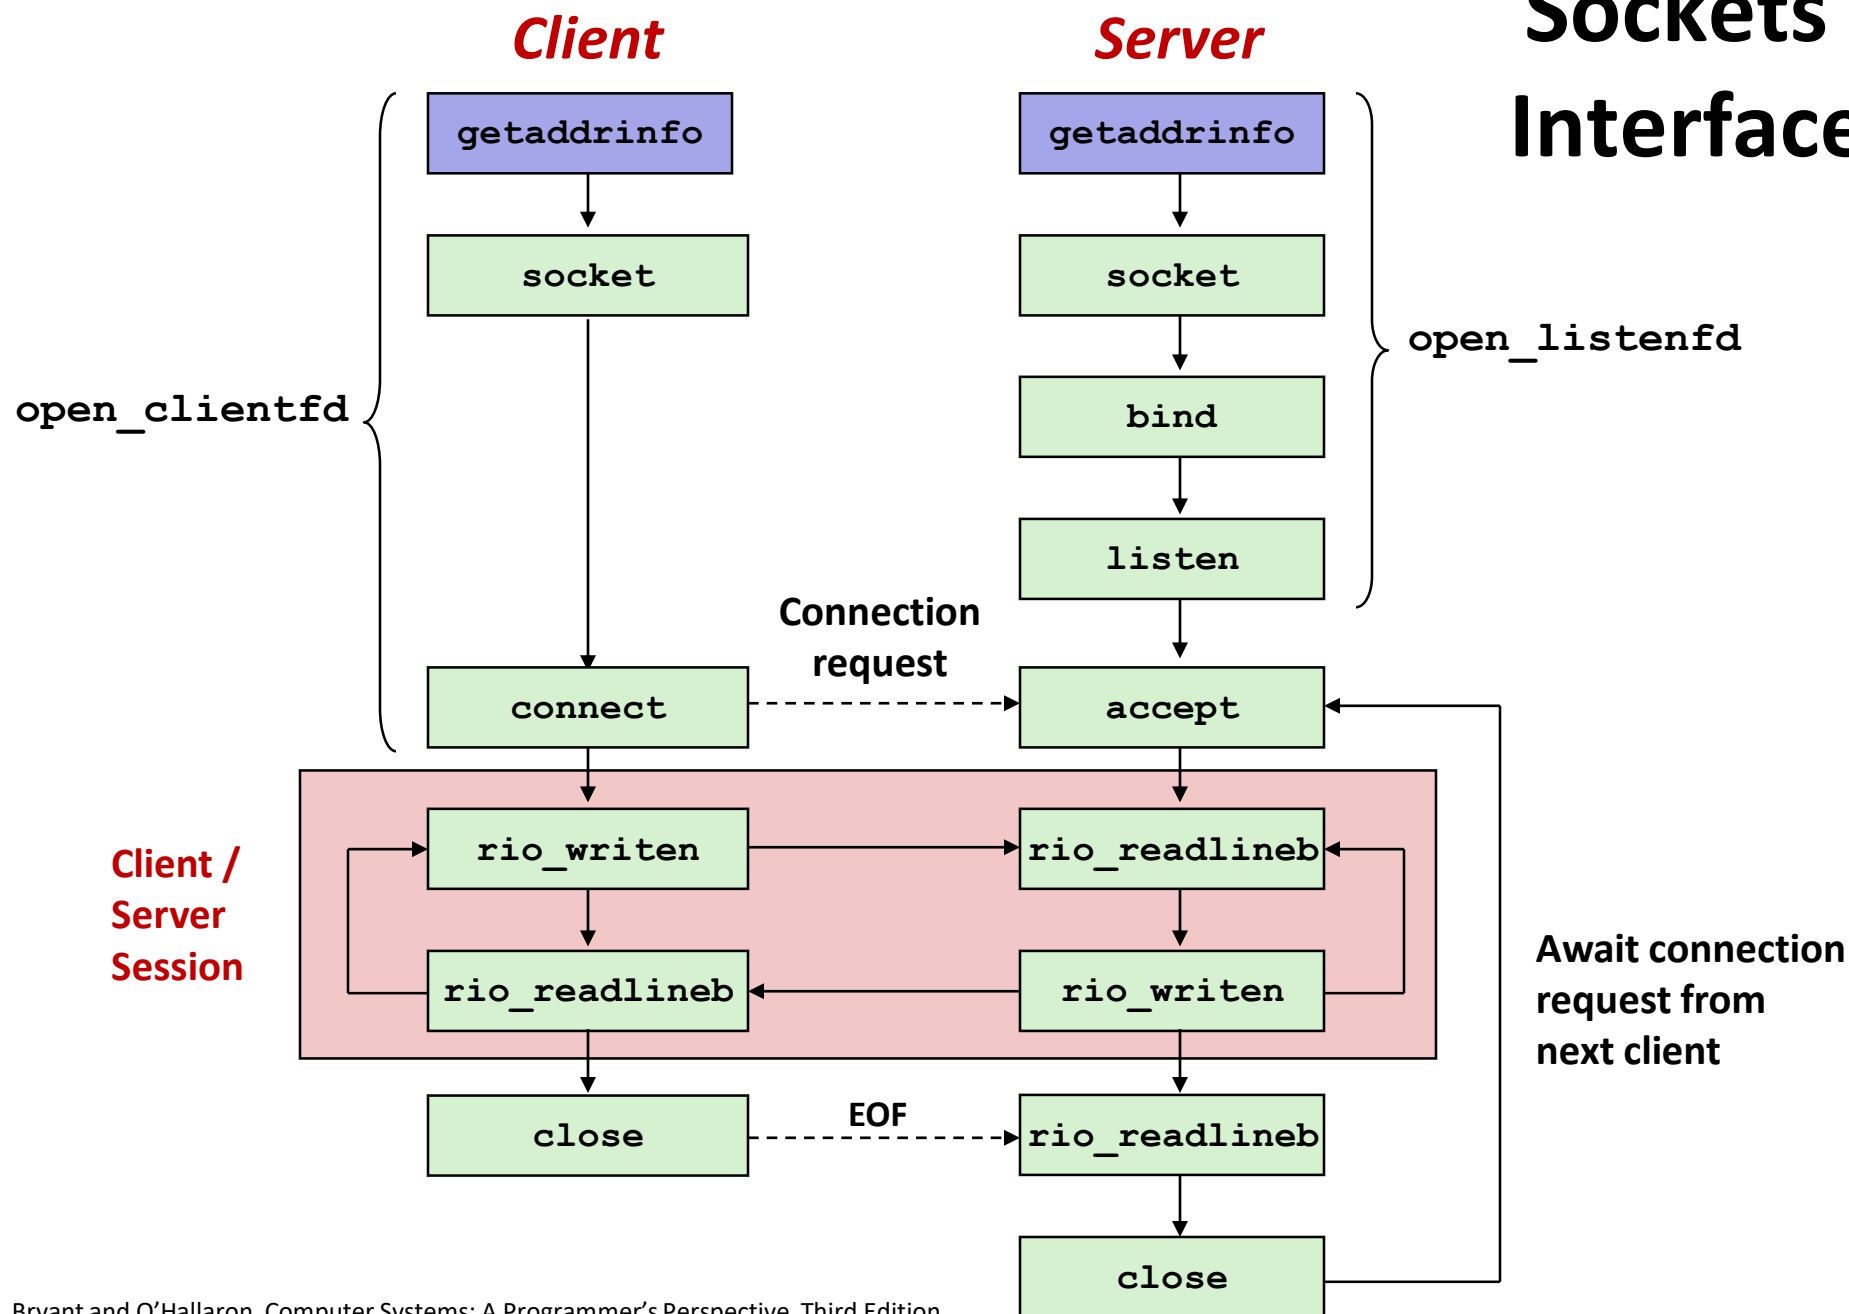 Sockets
Interface
Client
Server
getaddrinfo
getaddrinfo
socket
socket
open_listenfd
open_clientfd
bind
listen
Connection
request
connect
accept
Client /
Server
Session
rio_writen
rio_readlineb
rio_readlineb
rio_writen
Await connection
request from
next client
close
EOF
rio_readlineb
close
Bryant and O'Hallaron, Computer Systems: A Programmer's Perspective, Third Edition